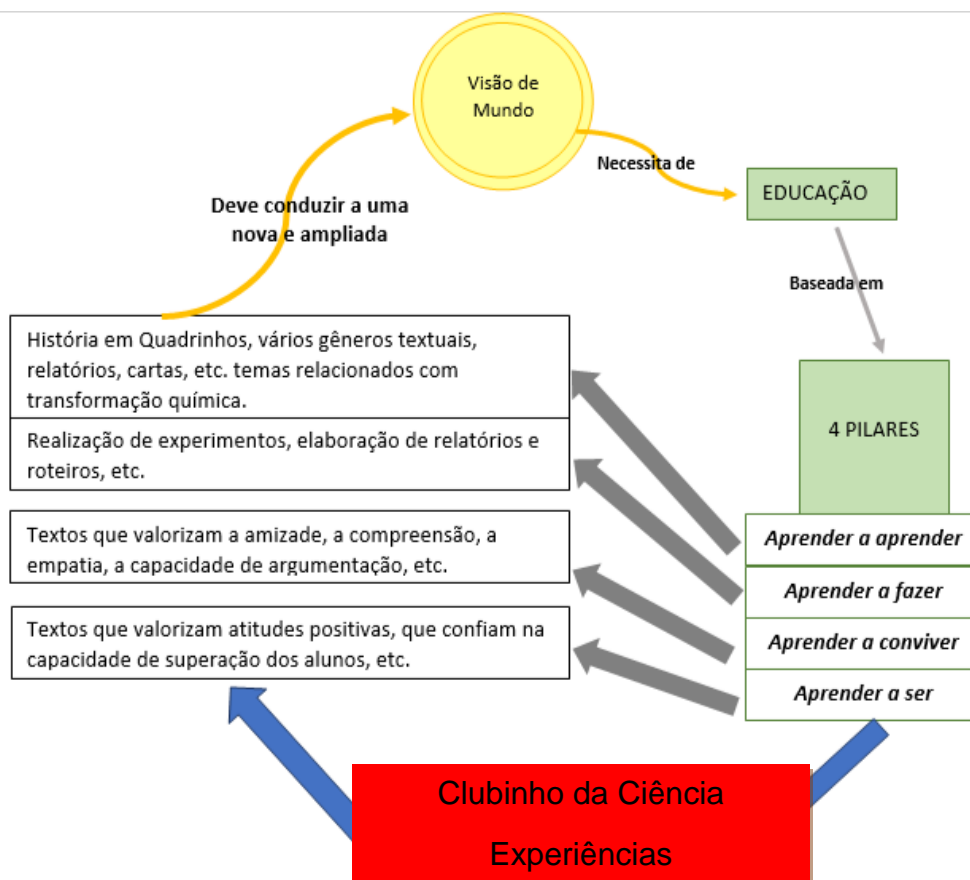 Visão de
Mundo
Necessita de
EDUCAÇÃO
Deve conduzir a uma
nova e ampliada
Baseada em
História em Quadrinhos, vários gêneros textuais,
relatórios, cartas, etc. temas relacionados com
transformação química.
Realização de experimentos, elaboração de relatórios e
roteiros, etc.
Textos que valorizam a amizade, a compreensão, a
empatia, a capacidade de argumentação, etc.
Textos que valorizam atitudes positivas, que confiam na
capacidade de superação dos alunos, etc.
4 PILARES
Aprender a aprender
Aprender a fazer
Aprender a conviver
Aprender a ser
Clubinho da Ciência
Experiências